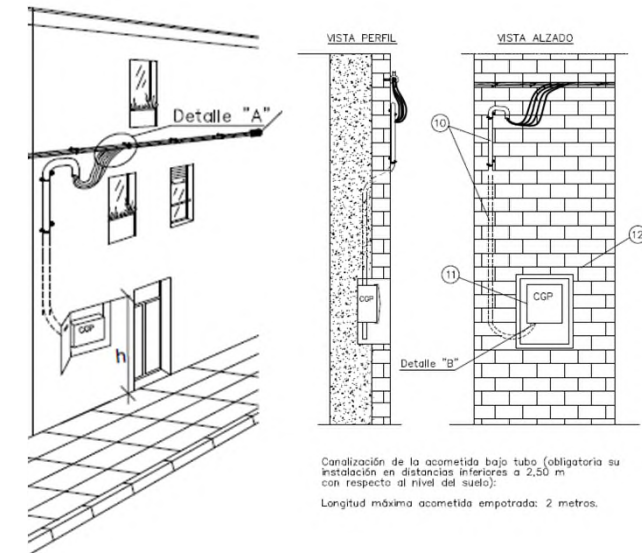 VISTA PERFIL
VISTA ALZADO
Detalle "A"
10
12
11
CGP
CGP
CGP
h
Detalle "B"
Canalización de la acometida bajo tubo (obligatoria su
instalación en distancias inferiores a 2,50 m
con respecto al nivel del suelo):
Longitud máxima acometida empotrada: 2 metros.